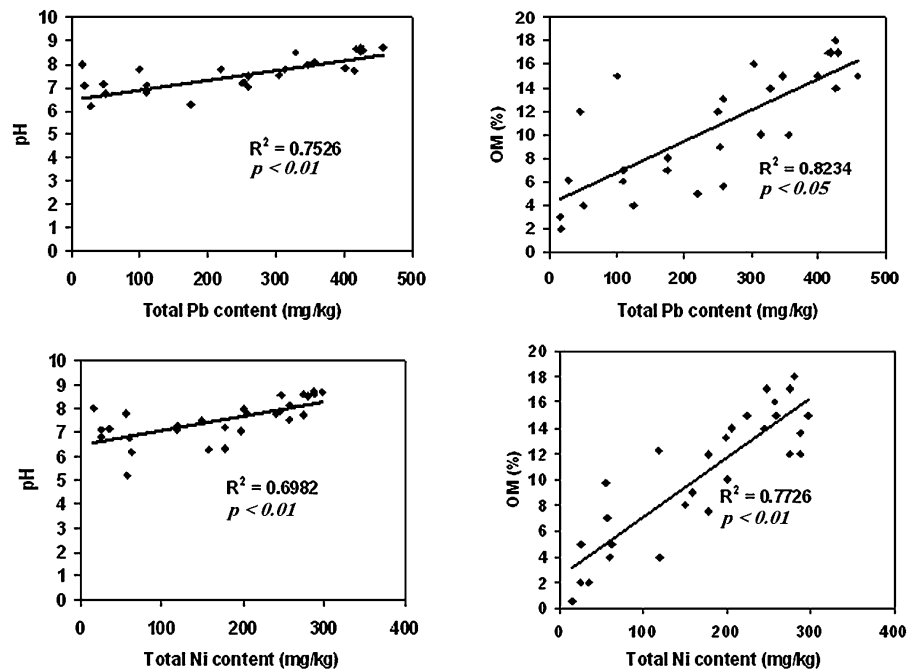 10
9
8
7
6
5
4
3
2
1
0
pH
R² = 0.7526
p < 0.01
0 100 200 300 400 500
Total Pb content (mg/kg)
20
18
16
14
12
10
8
6
4
2
0
OM (%)
R² = 0.8234
p < 0.05
0 100 200 300 400 500
Total Pb content (mg/kg)
10
9
8
7
6
5
4
3
2
1
0
pH
R² = 0.6982
p < 0.01
0 100 200 300 400
Total Ni content (mg/kg)
20
18
16
14
12
10
8
6
4
2
0
OM (%)
R² = 0.7726
p < 0.01
0 100 200 300 400
Total Ni content (mg/kg)